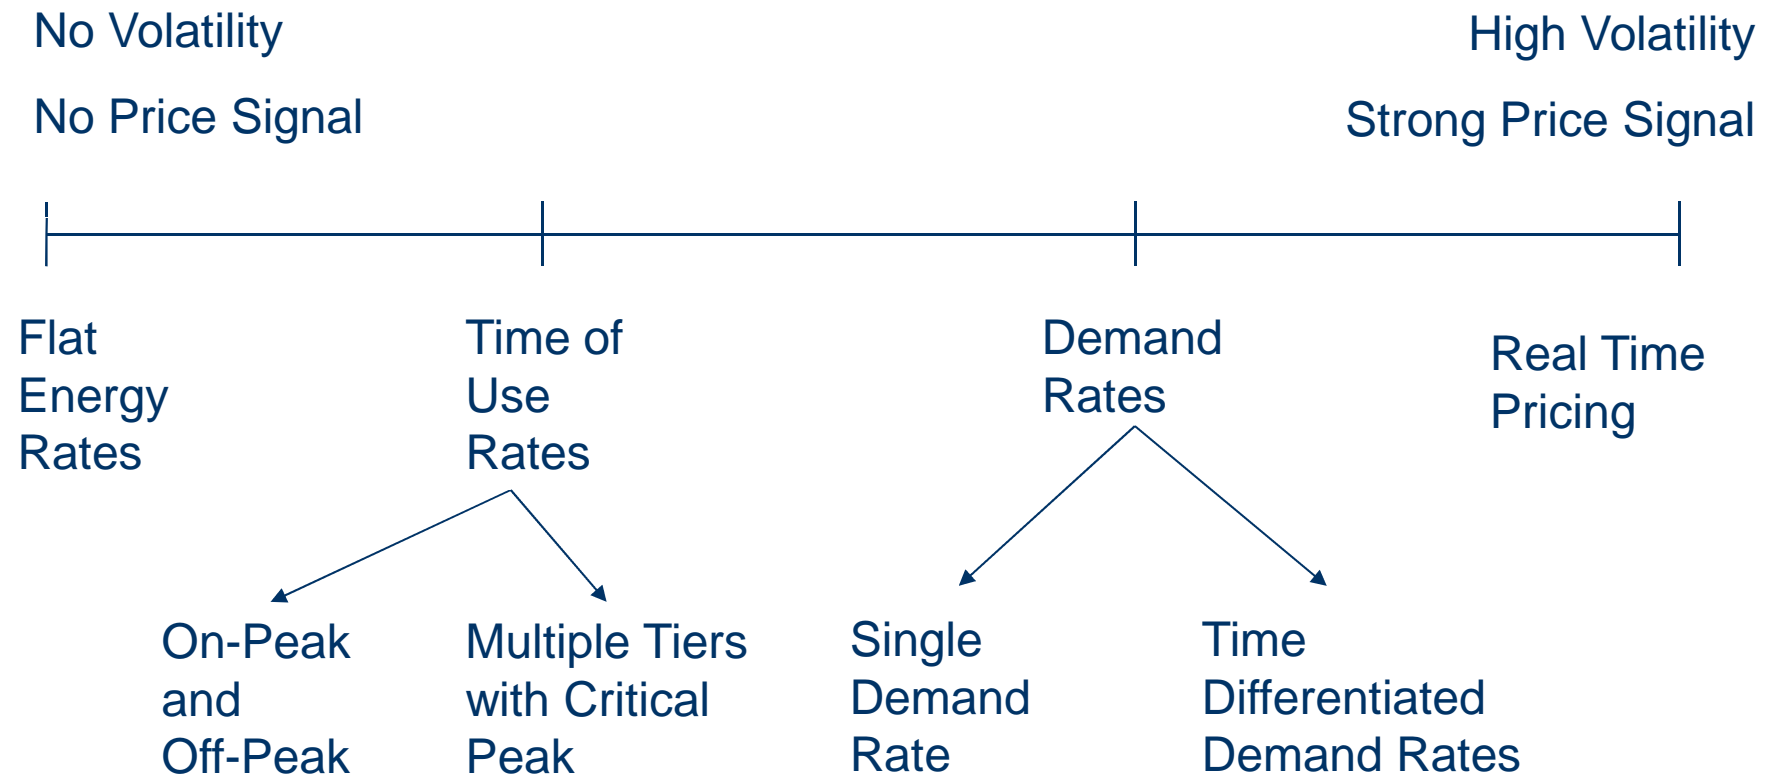 No Volatility
No Price Signal
High Volatility
Strong Price Signal
Flat
Energy
Rates
Time of
Use
Rates
Demand
Rates
Real Time
Pricing
On-Peak
and
Off-Peak
Multiple Tiers
with Critical
Peak
Single
Demand
Rate
Time
Differentiated
Demand Rates